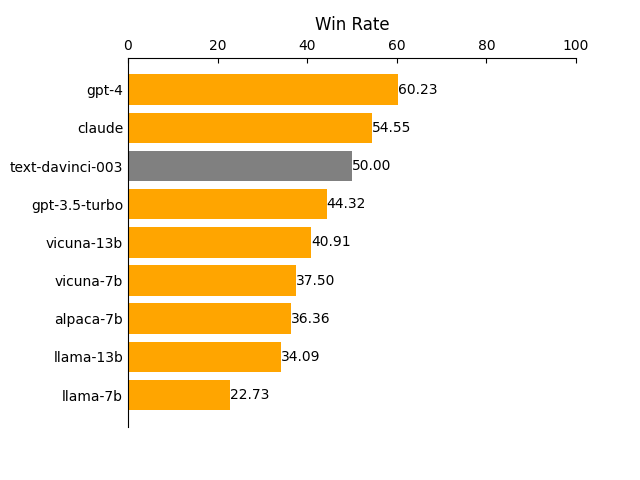 Win Rate
0 20 40 60 80 100
gpt-4 60.23
claude 54.55
text-davinci-003 50.00
gpt-3.5-turbo 44.32
vicuna-13b 40.91
vicuna-7b 37.50
alpaca-7b 36.36
llama-13b 34.09
llama-7b 22.73